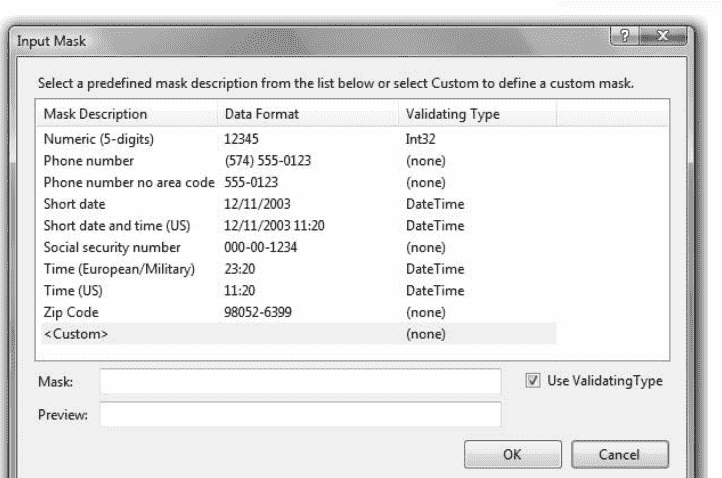 Input Mask
Select a predefined mask description from the list below or select Custom to define a custom mask.
Mask Description Data Format Validating Type
Numeric (5-digits) 12345 Int32
Phone number (574) 555-0123 (none)
Phone number no area code 555-0123 (none)
Short date 12/11/2003 DateTime
Short date and time (US) 12/11/2003 11:20 DateTime
Social security number 000-00-1234 (none)
Time (European/Military) 23:20 DateTime
Time (US) 11:20 DateTime
Zip Code 98052-6399 (none)
<Custom> (none)
Mask: Use ValidatingType
Preview:
OK Cancel